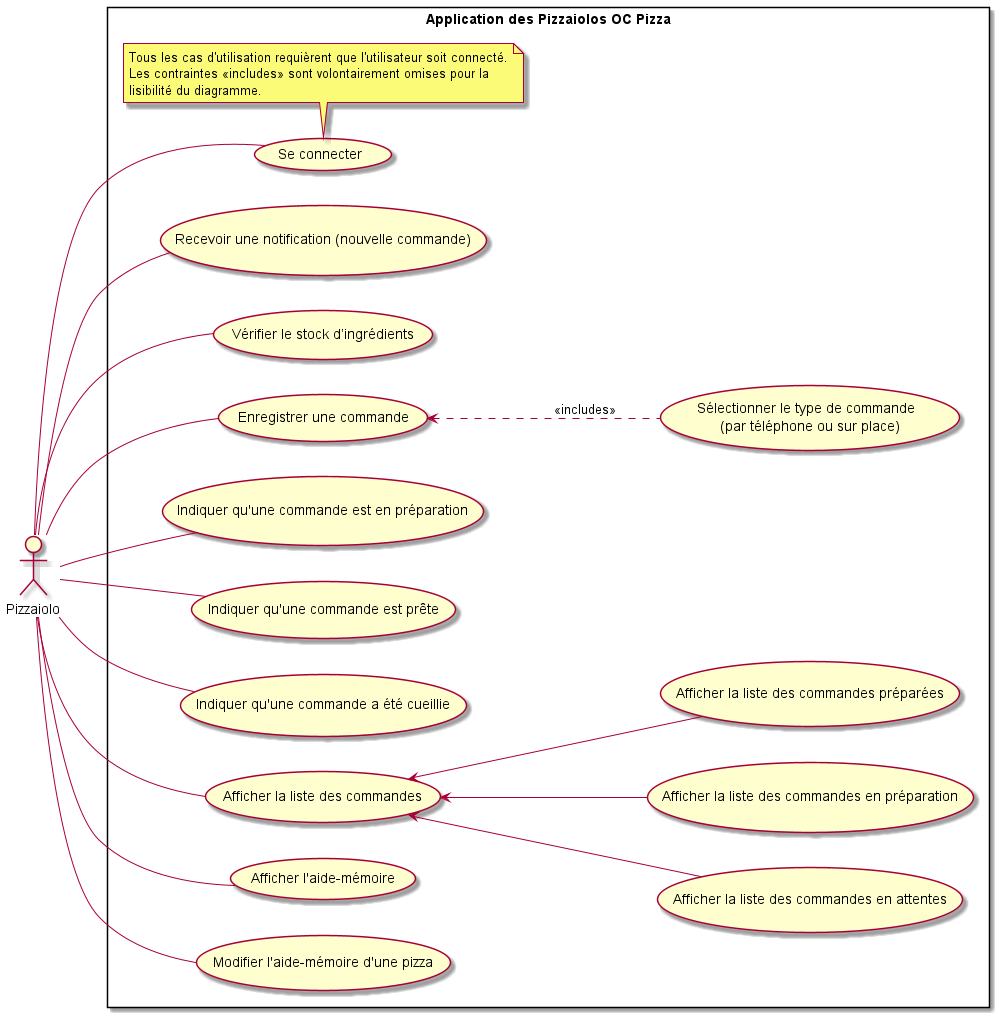 Application des Pizzaiolos OC Pizza
Tous les cas d'utilisation requièrent que l'utilisateur soit connecté.
Les contraintes «includes» sont volontairement omises pour la
lisibilité du diagramme.
Se connecter
Recevoir une notification (nouvelle commande)
Vérifier le stock d'ingrédients
Enregistrer une commande
«includes»
Sélectionner le type de commande
(par téléphone ou sur place)
Indiquer qu'une commande est en préparation
Pizzaiolo
Indiquer qu'une commande est prête
Indiquer qu'une commande a été cueillie
Afficher la liste des commandes préparées
Afficher la liste des commandes
Afficher la liste des commandes en préparation
Afficher l'aide-mémoire
Afficher la liste des commandes en attentes
Modifier l'aide-mémoire d'une pizza